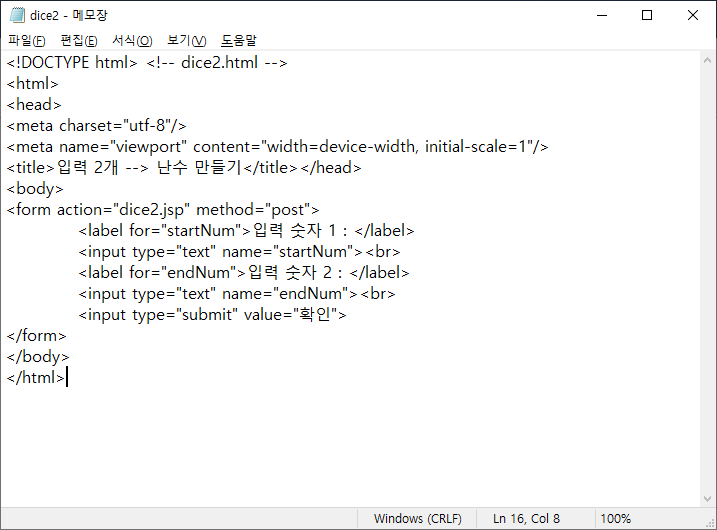 dice2 - 메모장
파일(F) 편집(E) 서식(O) 보기(V) 도움말
<!DOCTYPE html> <!-- dice2.html -->
<html>
<head>
<meta charset="utf-8"/>
<meta name="viewport" content="width=device-width, initial-scale=1"/>
<title>입력 2개 --> 난수 만들기</title></head>
<body>
<form action="dice2.jsp" method="post">
<label for="startNum">입력 숫자 1 : </label>
<input type="text" name="startNum"><br>
<label for="endNum">입력 숫자 2 : </label>
<input type="text" name="endNum"><br>
<input type="submit" value="확인">
</form>
</body>
</html>
Windows (CRLF) Ln 16, Col 8 100%